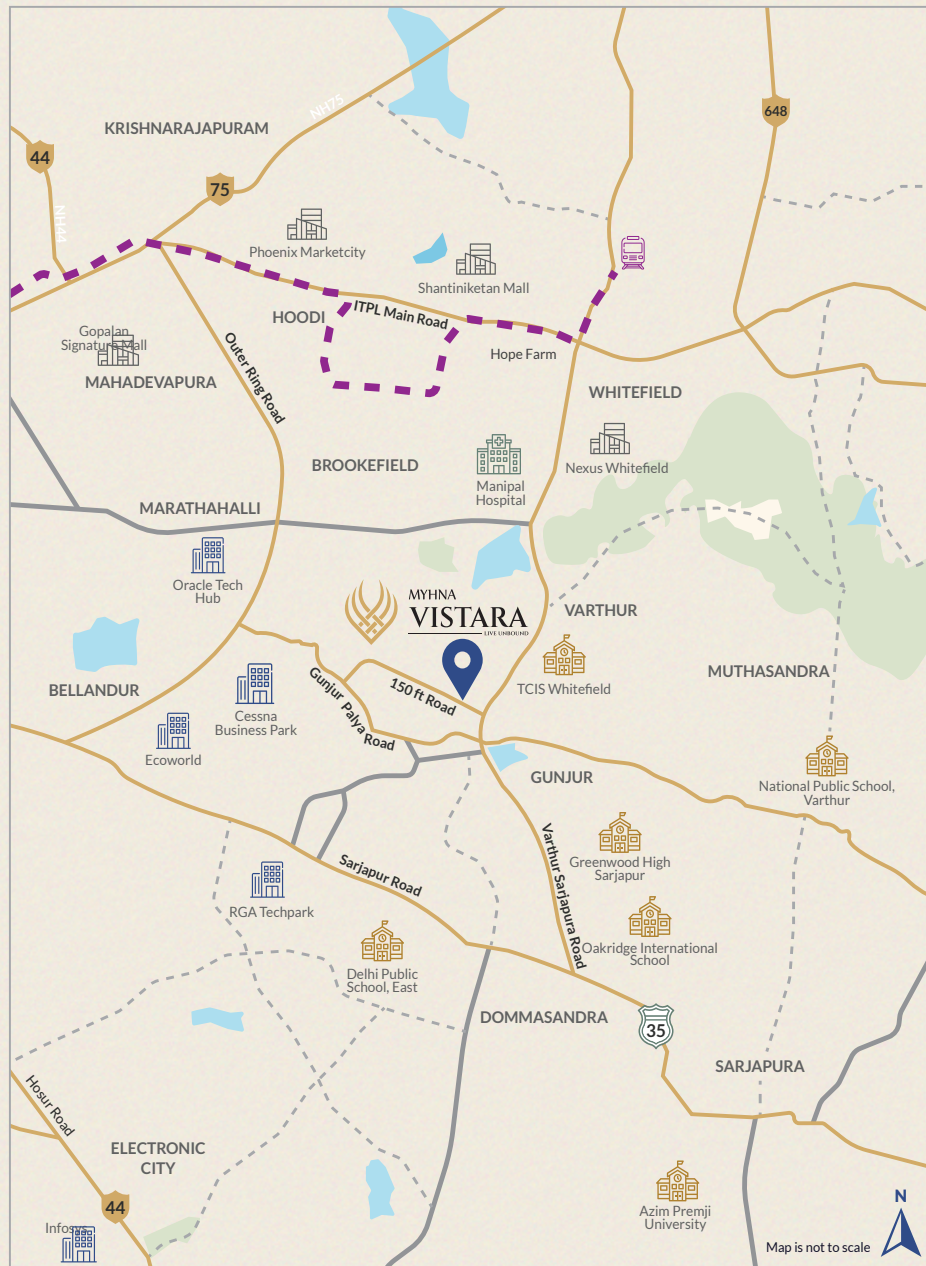 NH75
KRISHNARAJAPURAM
648
44
75
NH44
Phoenix Marketcity
Shantiniketan Mall
HOODI
ITPL Main Road
Gopalan
Signature Mall
Outer Ring Road
Hope Farm
MAHADEVAPURA
WHITEFIELD
BROOKEFIELD
Nexus Whitefield
Manipal
Hospital
MARATHAHALLI
Oracle Tech
Hub
MYHNA
VISTARA
LIVE UNBOUND
VARTHUR
MUTHASANDRA
BELLANDUR
TCIS Whitefield
150 ft Road
Gunjur Palya Road
Cessna
Business Park
Ecoworld
GUNJUR
National Public School,
Varthur
Varthur Sarjapura Road
Greenwood High
Sarjapur
Sarjapur Road
RGA Techpark
Oakridge International
School
Delhi Public
School, East
DOMMASANDRA
35
SARJAPURA
Hosur Road
ELECTRONIC
CITY
44
Azim Premji
University
Infosys
N
Map is not to scale